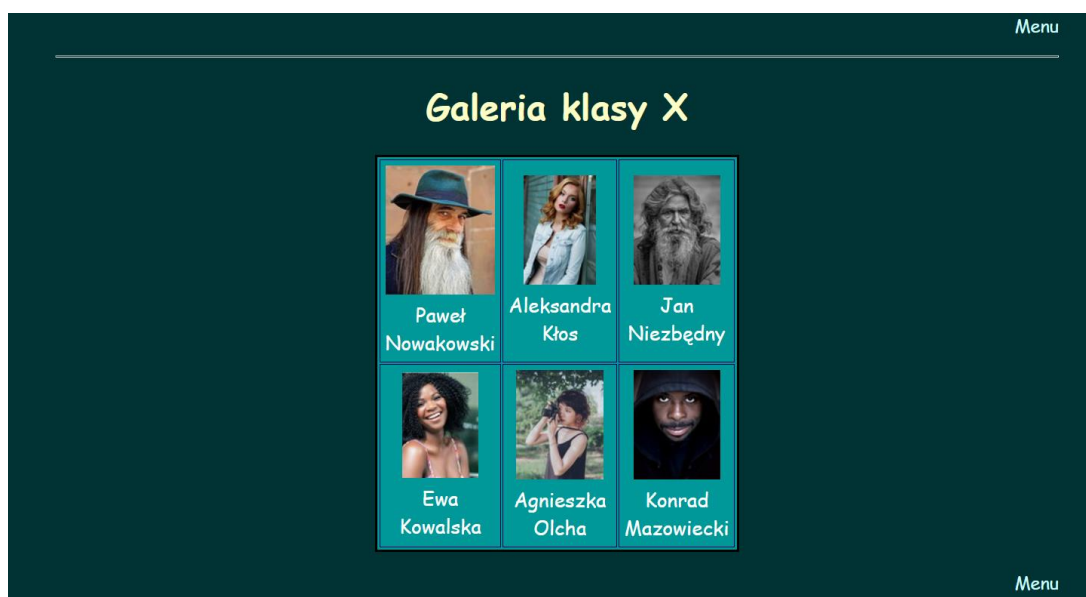 Menu
Galeria klasy X
Paweł
Nowakowski
Aleksandra
Kłos
Jan
Niezbędny
Ewa
Kowalska
Agnieszka
Olcha
Konrad
Mazowiecki
Menu